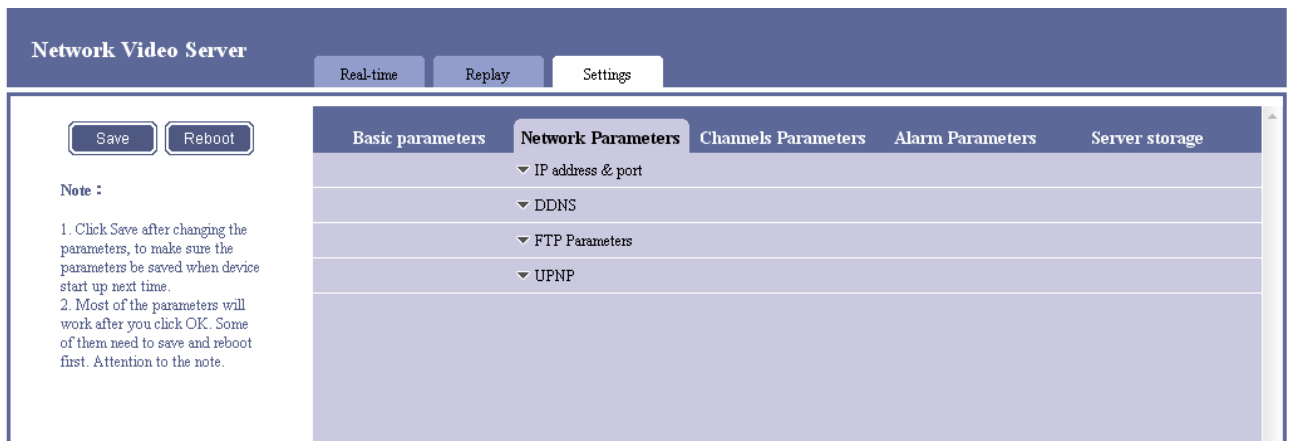 Network Video Server
Real-time Replay Settings
Save Reboot
Note：
1. Click Save after changing the
parameters, to make sure the
parameters be saved when device
start up next time.
2. Most of the parameters will
work after you click OK. Some
of them need to save and reboot
first. Attention to the note.
Basic parameters Network Parameters Channels Parameters Alarm Parameters Server storage
IP address & port
DDNS
FTP Parameters
UPNP